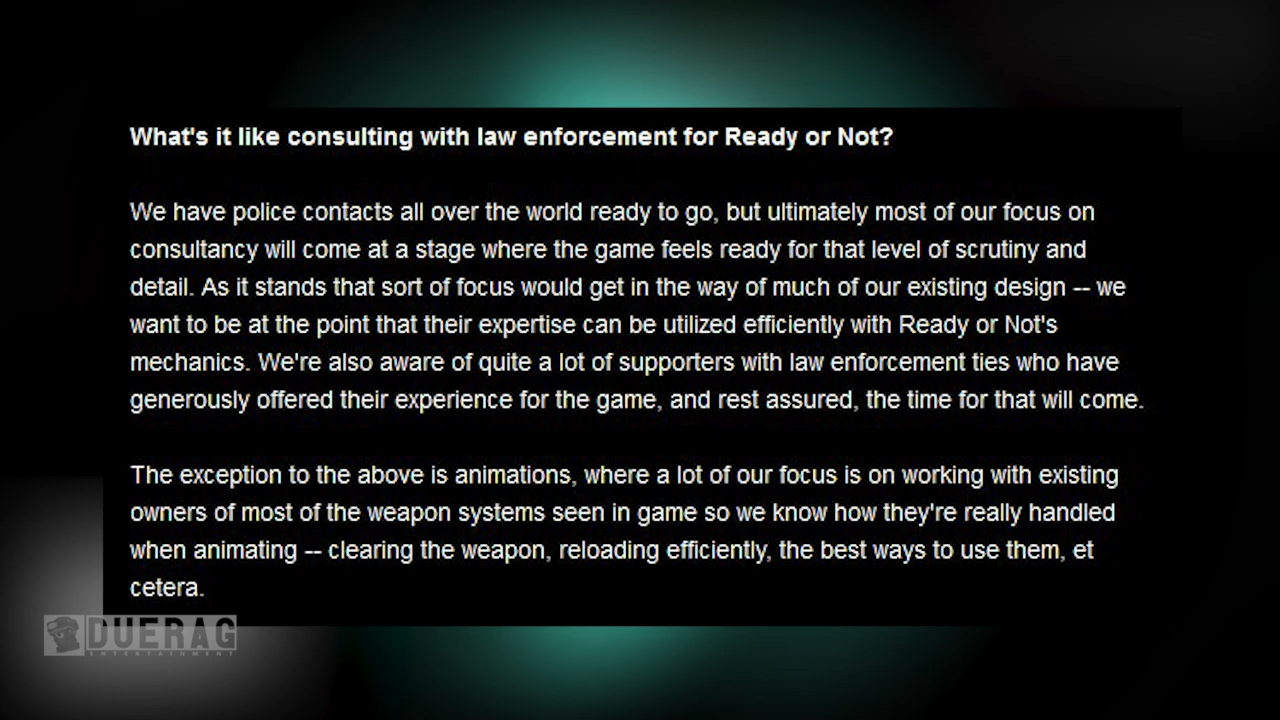 What's it like consulting with law enforcement for Ready or Not?
We have police contacts all over the world ready to go, but ultimately most of our focus on
consultancy will come at a stage where the game feels ready for that level of scrutiny and
detail. As it stands that sort of focus would get in the way of much of our existing design -- we
want to be at the point that their expertise can be utilized efficiently with Ready or Not's
mechanics. We're also aware of quite a lot of supporters with law enforcement ties who have
generously offered their experience for the game, and rest assured, the time for that will come.
The exception to the above is animations, where a lot of our focus is on working with existing
owners of most of the weapon systems seen in game so we know how they're really handled
when animating -- clearing the weapon, reloading efficiently, the best ways to use them, et
cetera.
DUERAG
ENTERTAINMENT